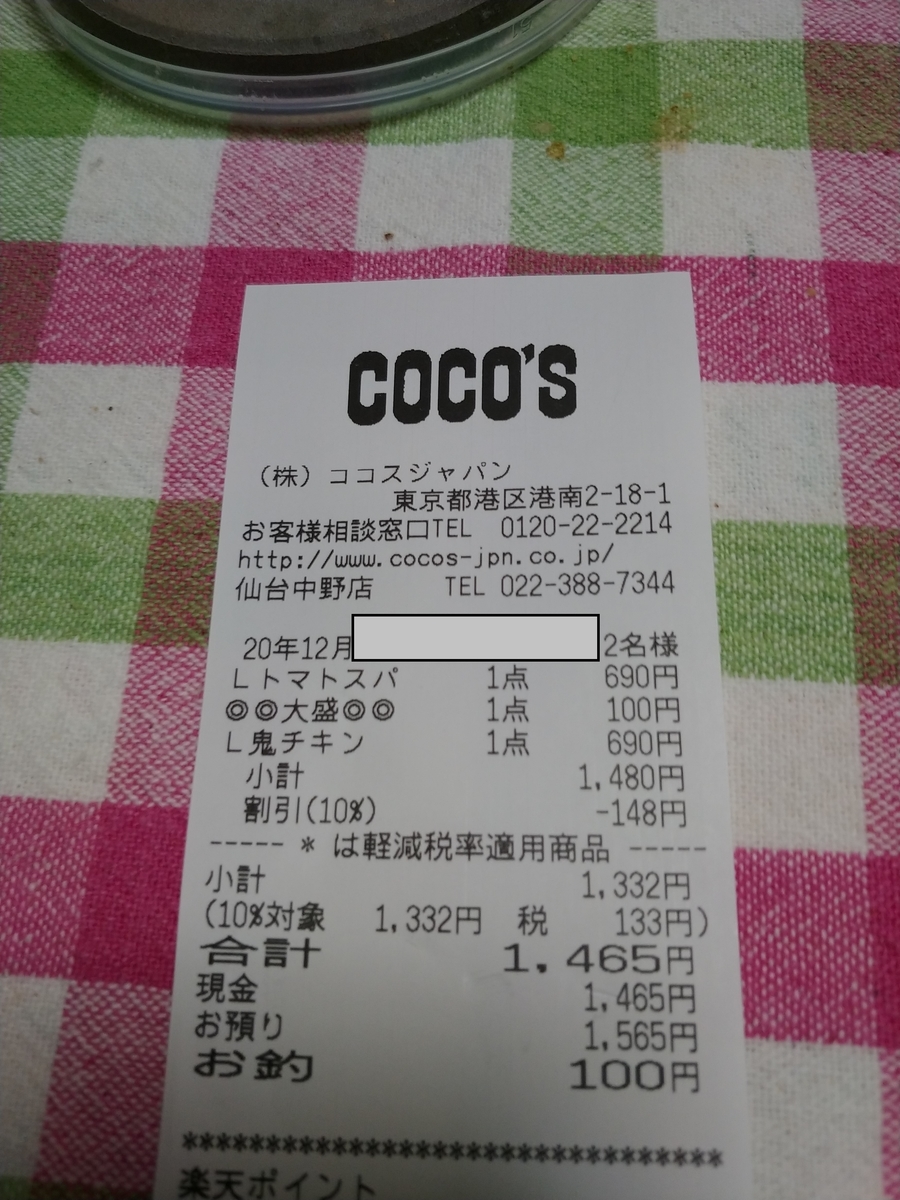 COCO'S
(株) ココスジャパン
東京都港区港南2-18-1
お客様相談窓口TEL 0120-22-2214
http://www.cocos-jpn.co.jp/
仙台中野店 TEL 022-388-7344
20年12月 2名様
Lトマトスパ 1点 690円
◎◎大盛◎◎ 1点 100円
L鬼チキン 1点 690円
小計 1,480円
割引(10%) -148円
----- * は軽減税率適用商品 -----
小計 1,332円
(10%対象 1,332円 税 133円)
合計 1,465円
現金 1,465円
お預り 1,565円
お釣 100円
****************************************
楽天ポイント